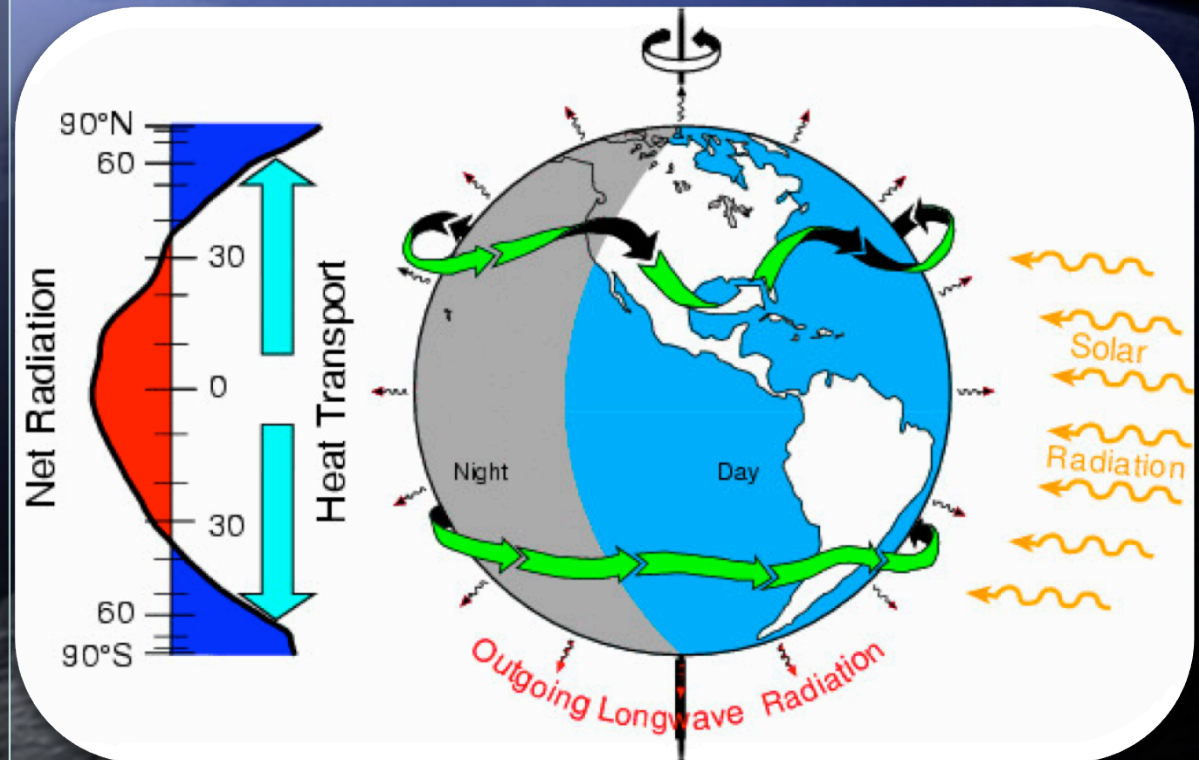 90°N
60
30
0
30
60
90°S
Net Radiation
Heat Transport
Night
Day
Solar
Radiation
Outgoing Longwave Radiation